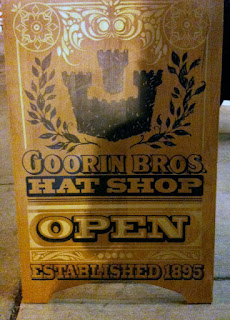 GOORIN BROS.
HAT SHOP
OPEN
ESTABLISHED 1895